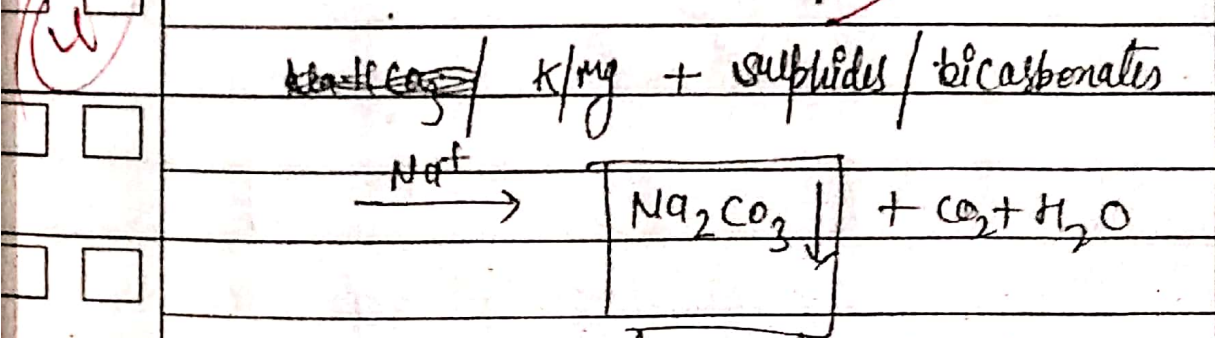 K/Mg + sulphides / bicarbonates
Na⁺
→ Na₂CO₃↓ + CO₂ + H₂O